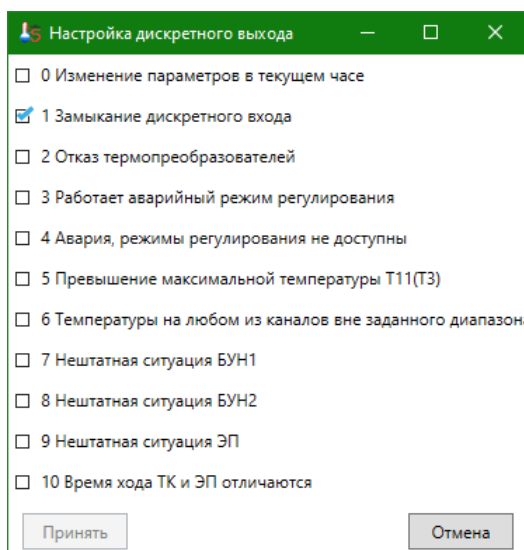 Настройка дискретного выхода
0 Изменение параметров в текущем часе
1 Замыкание дискретного входа
2 Отказ термопреобразователей
3 Работает аварийный режим регулирования
4 Авария, режимы регулирования не доступны
5 Превышение максимальной температуры Т11(Т3)
6 Температуры на любом из каналов вне заданного диапазон
7 Нештатная ситуация БУН1
8 Нештатная ситуация БУН2
9 Нештатная ситуация ЭП
10 Время хода ТК и ЭП отличаются
Принять Отмена